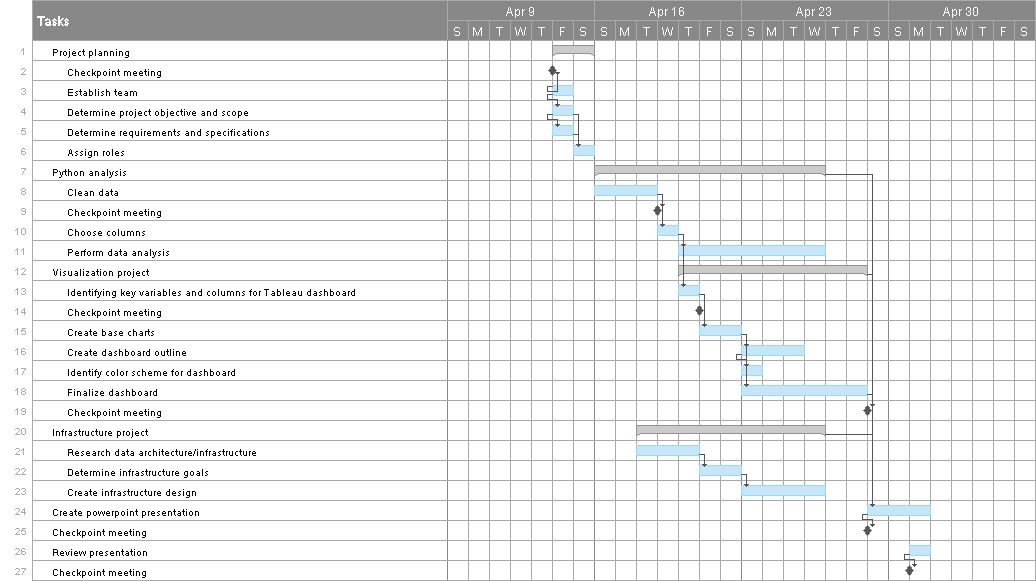 Tasks
Apr 9 Apr 16 Apr 23 Apr 30
S M T W T F S S M T W T F S S M T W T F S S M T W T F S
1 Project planning
2 Checkpoint meeting
3 Establish team
4 Determine project objective and scope
5 Determine requirements and specifications
6 Assign roles
7 Python analysis
8 Clean data
9 Checkpoint meeting
10 Choose columns
11 Perform data analysis
12 Visualization project
13 Identifying key variables and columns for Tableau dashboard
14 Checkpoint meeting
15 Create base charts
16 Create dashboard outline
17 Identify color scheme for dashboard
18 Finalize dashboard
19 Checkpoint meeting
20 Infrastructure project
21 Research data architecture/infrastructure
22 Determine infrastructure goals
23 Create infrastructure design
24 Create powerpoint presentation
25 Checkpoint meeting
26 Review presentation
27 Checkpoint meeting